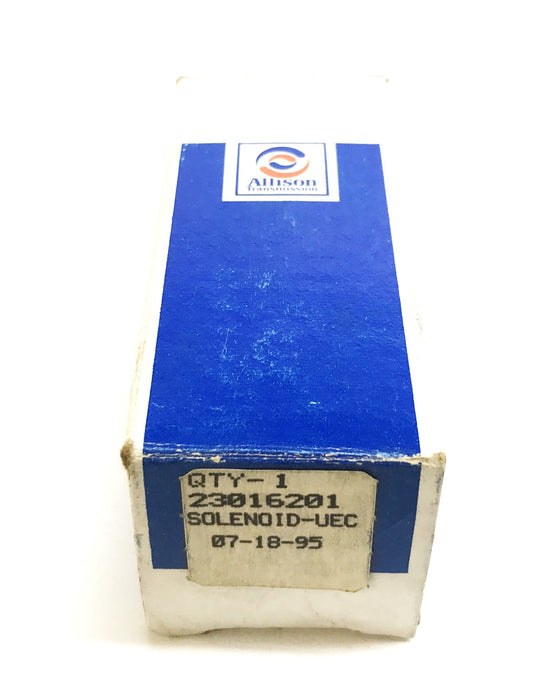 Allison
Transmission
QTY- 1
23016201
SOLENOID-UEC
07-18-95